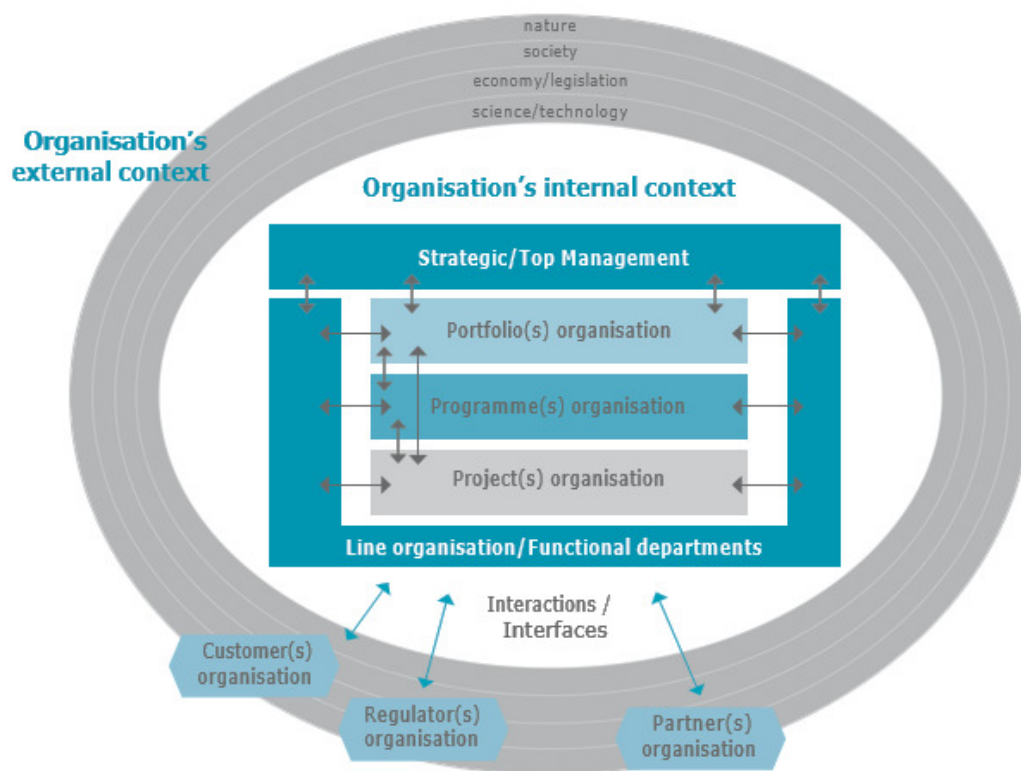 nature
society
economy/legislation
science/technology
Organisation's
external context
Organisation's internal context
Strategic/Top Management
Portfolio(s) organisation
Programme(s) organisation
Project(s) organisation
Line organisation/Functional departments
Interactions /
Interfaces
Customer(s)
organisation
Regulator(s)
organisation
Partner(s)
organisation